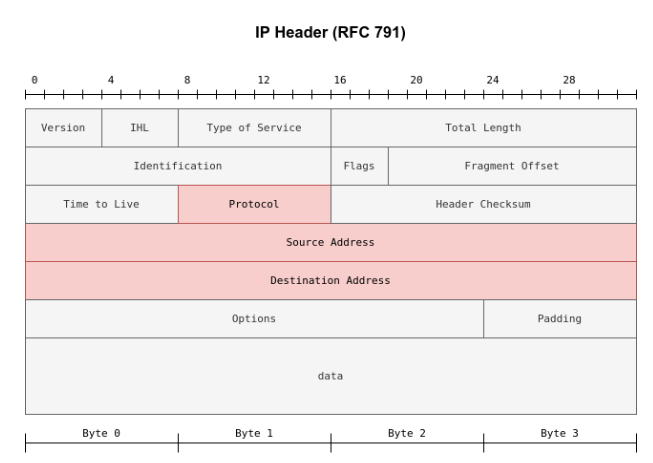 IP Header (RFC 791)
0 4 8 12 16 20 24 28
Version IHL Type of Service Total Length
Identification Flags Fragment Offset
Time to Live Protocol Header Checksum
Source Address
Destination Address
Options Padding
data
Byte 0 Byte 1 Byte 2 Byte 3